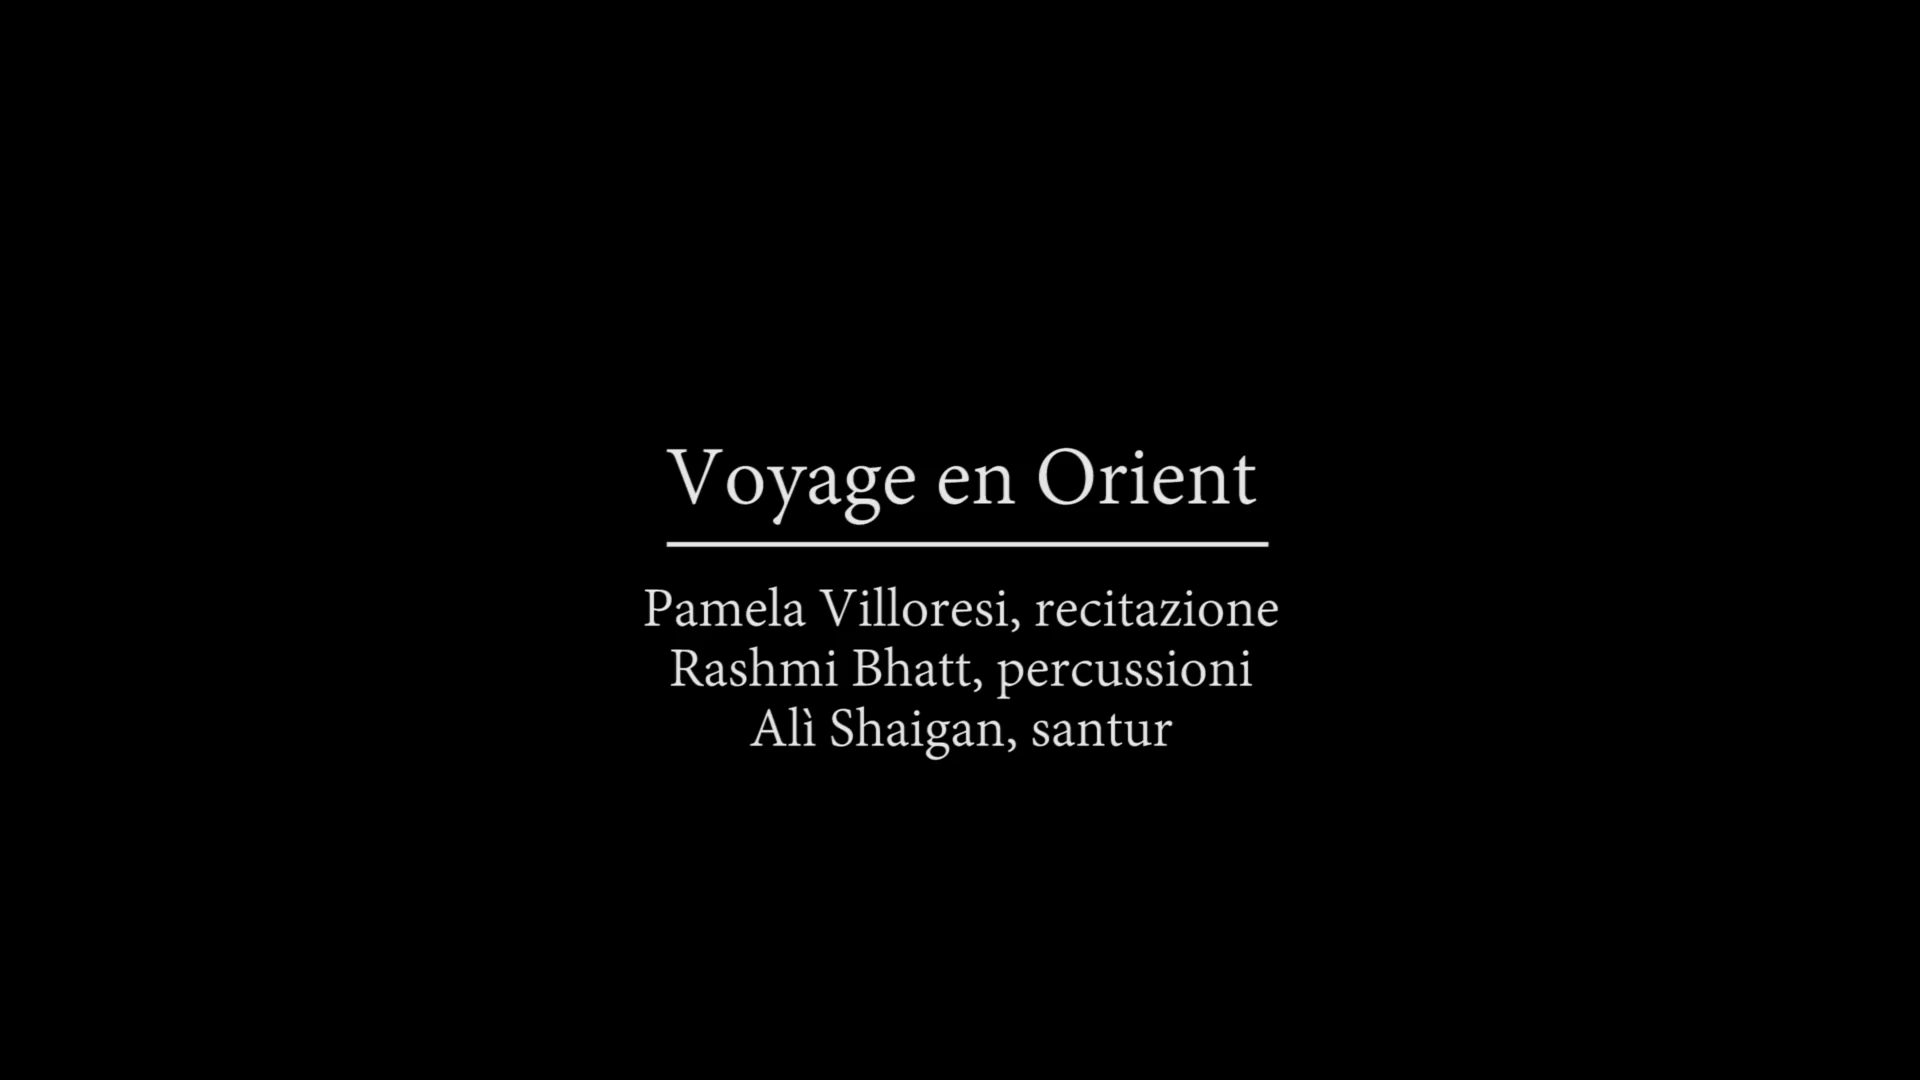 Voyage en Orient
Pamela Villoresi, recitazione
Rashmi Bhatt, percussioni
Alì Shaigan, santur